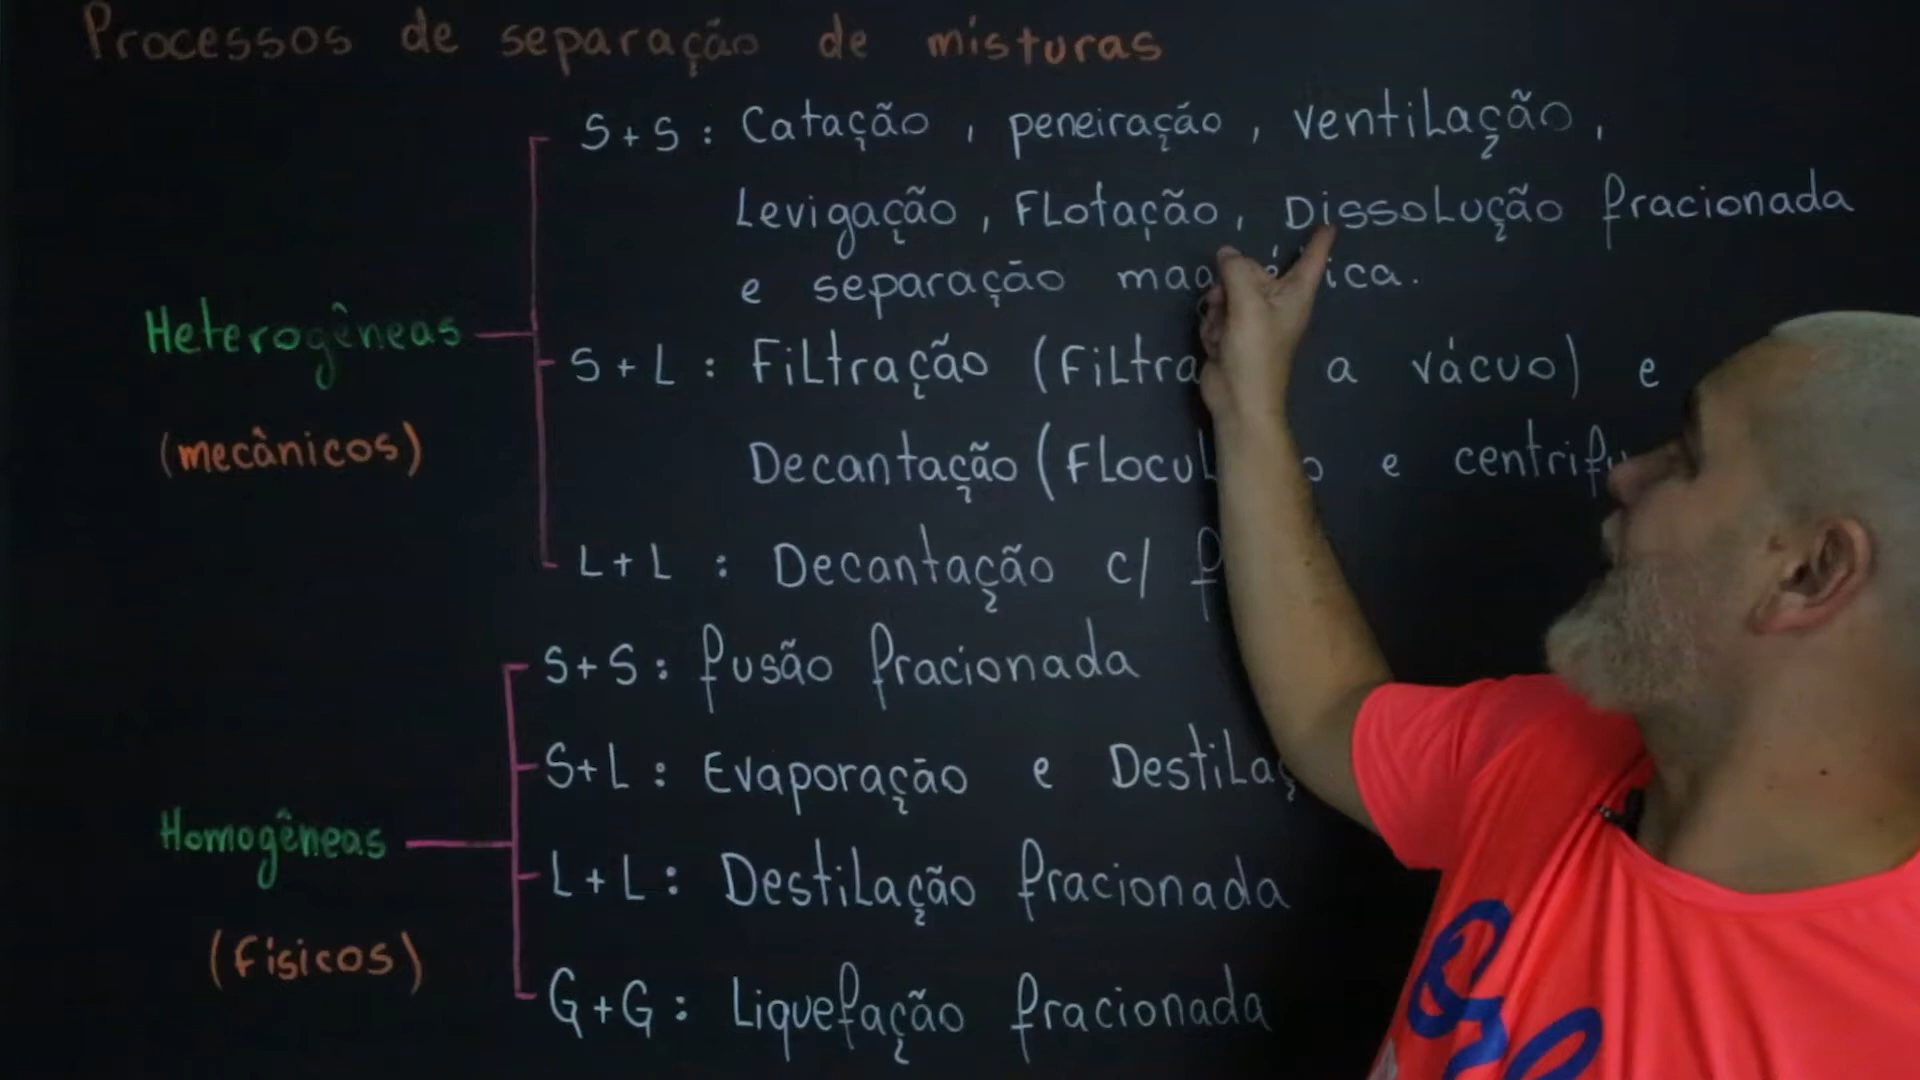 Processos de separação de misturas
S + S : Catação , peneiração , ventilação ,
Levigação , Flotação , Dissolução fracionada
e separação
Heterogêneas
S + L : Filtração ( a vácuo) e
(mecânicos)
Decantação ( e
L + L : Decantação c/
S + S : fusão fracionada
S + L : Evaporação e
Homogêneas
L + L : Destilação fracionada
(físicos)
G + G : Liquefação fracionada